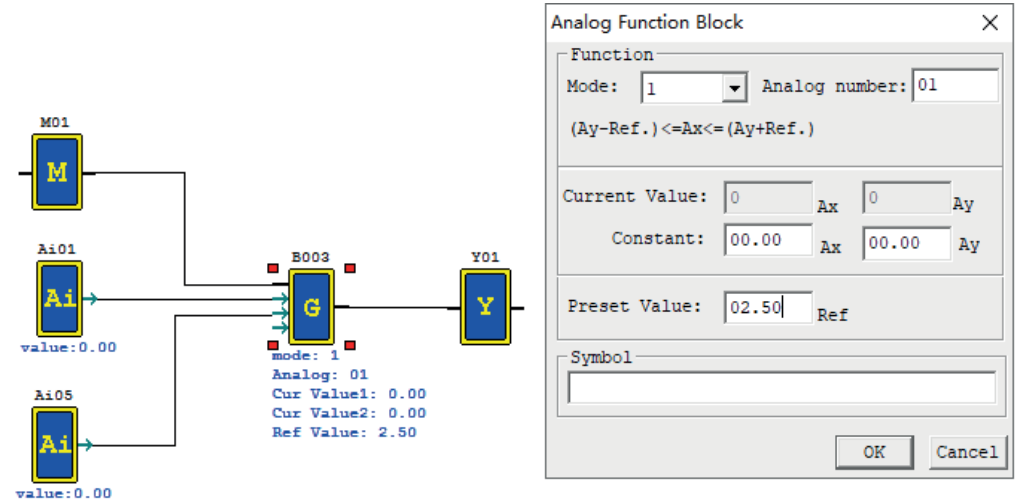 M01
M
Ai01
Ai
value:0.00
Ai05
Ai
value:0.00
B003
G
mode: 1
Analog: 01
Cur Value1: 0.00
Cur Value2: 0.00
Ref Value: 2.50
Y01
Y
Analog Function Block
Function
Mode: 1 Analog number: 01
(Ay-Ref.)<=Ax<=(Ay+Ref.)
Current Value: 0 Ax 0 Ay
Constant: 00.00 Ax 00.00 Ay
Preset Value: 02.50 Ref
Symbol
OK Cancel